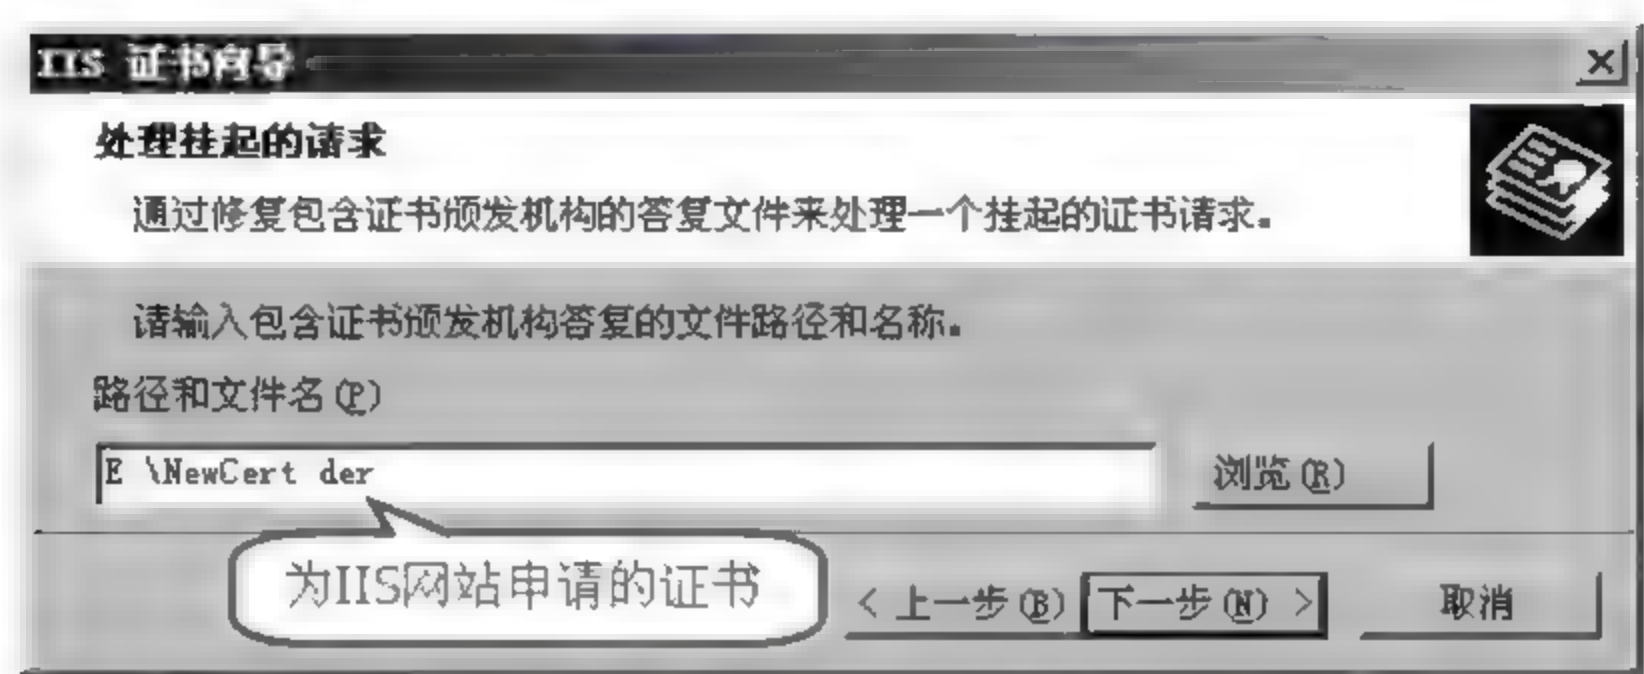 IIS 证书向导
处理挂起的请求
通过修复包含证书颁发机构的答复文件来处理一个挂起的证书请求。
请输入包含证书颁发机构答复的文件路径和名称。
路径和文件名(P)
E \NewCert der
浏览(R)
为IIS网站申请的证书
< 上一步(B) 下一步(N) > 取消